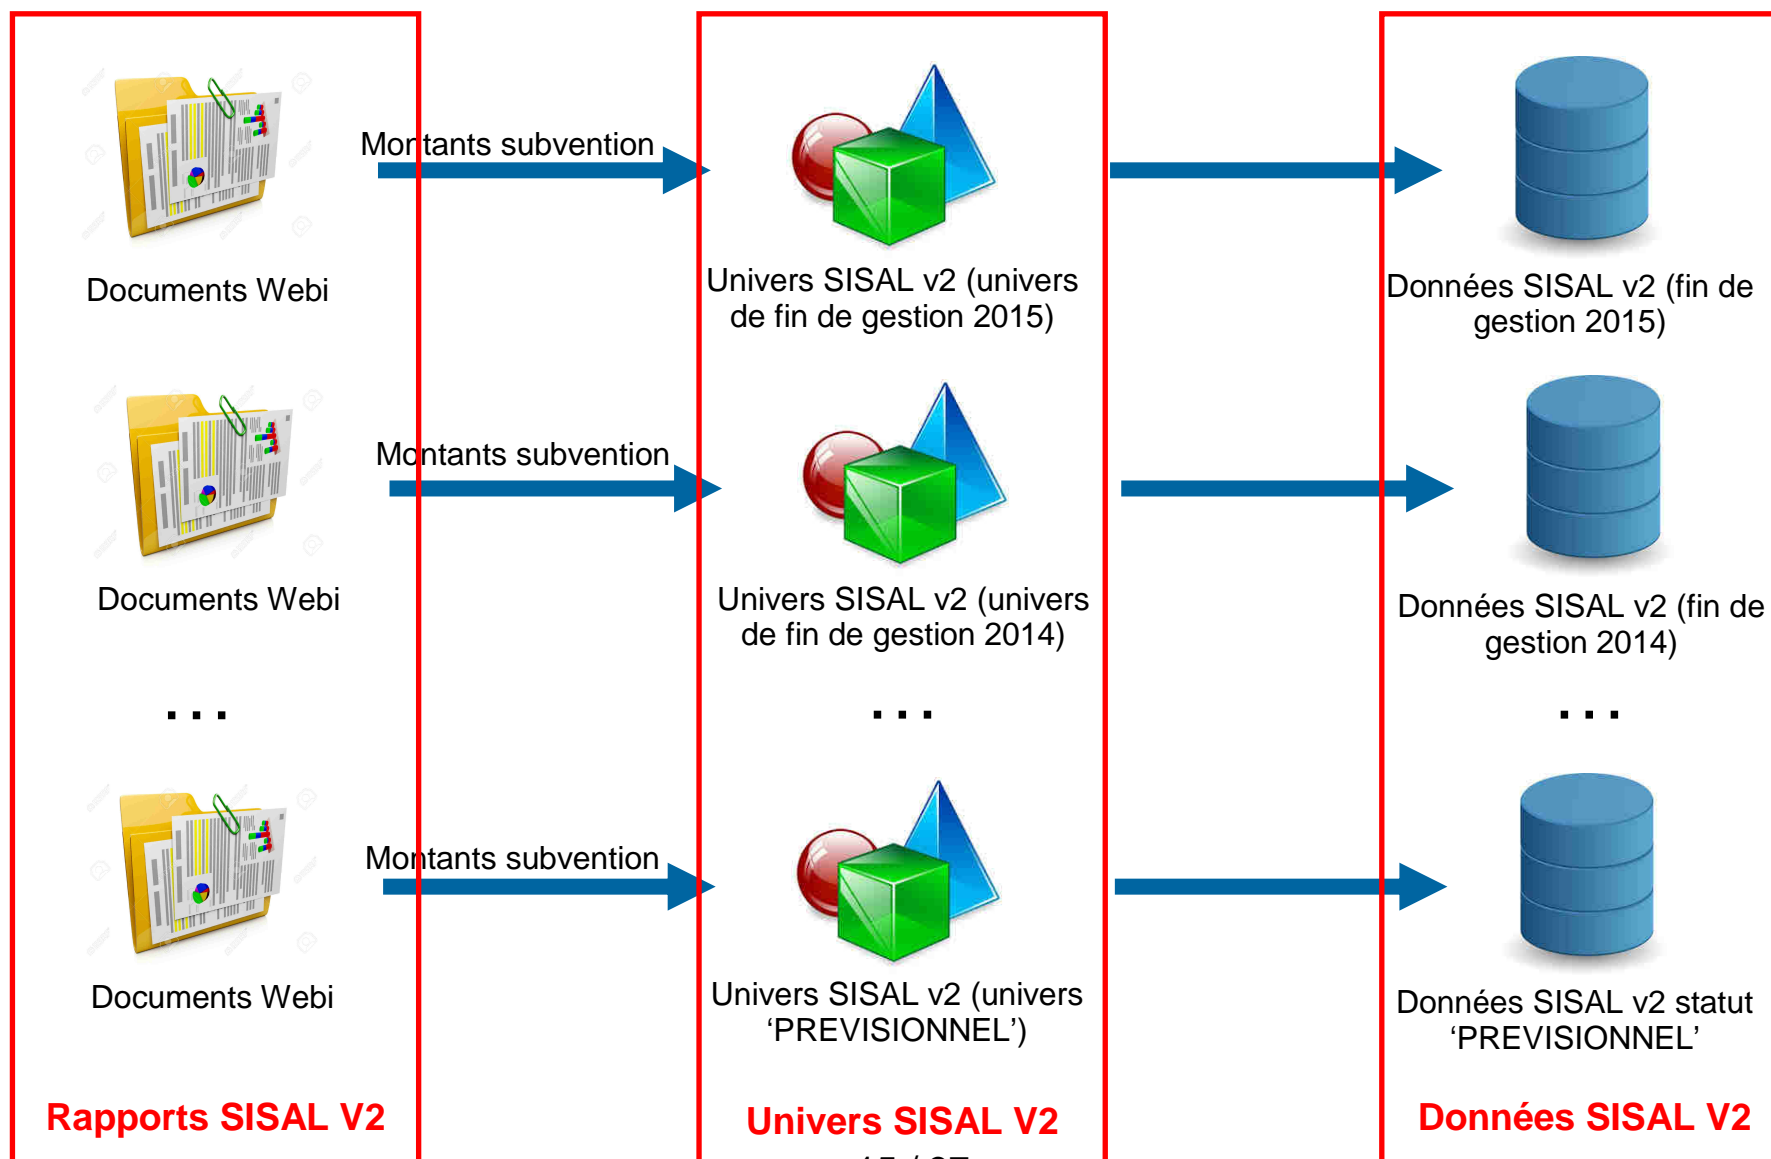 Montants subvention
Documents Webi
Univers SISAL v2 (univers
de fin de gestion 2015)
Données SISAL v2 (fin de
gestion 2015)
Montants subvention
Documents Webi
Univers SISAL v2 (univers
de fin de gestion 2014)
Données SISAL v2 (fin de
gestion 2014)
...
...
...
Montants subvention
Documents Webi
Univers SISAL v2 (univers
‘PREVISIONNEL’)
Données SISAL v2 statut
‘PREVISIONNEL’
Rapports SISAL V2
Univers SISAL V2
Données SISAL V2